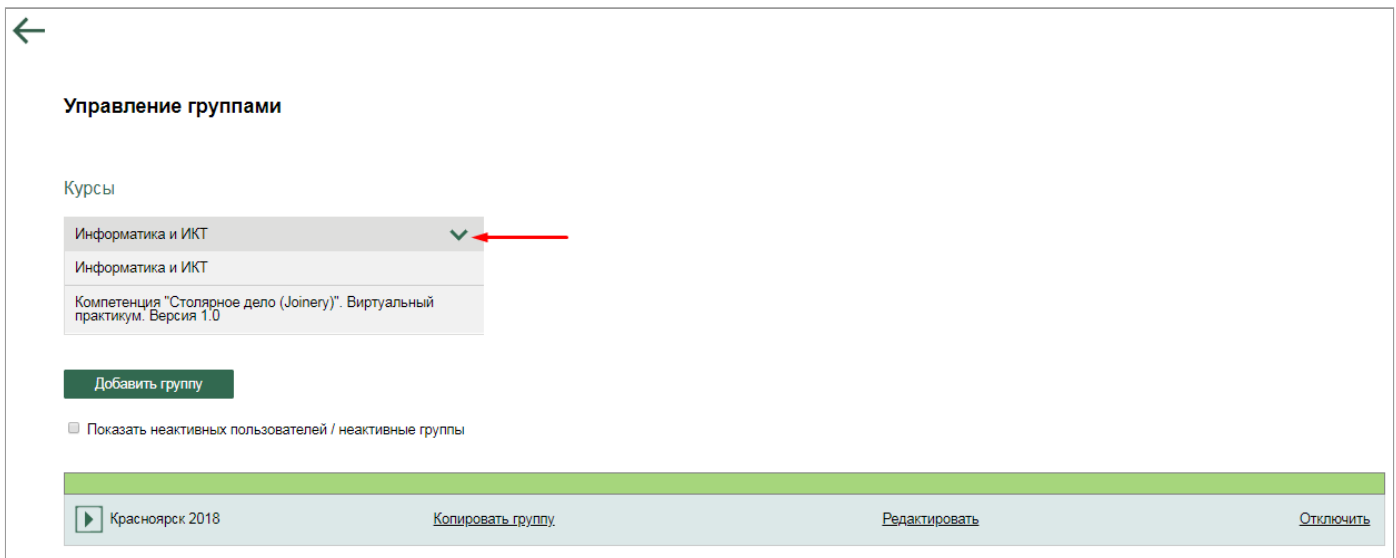 Управление группами
Курсы
Информатика и ИКТ
Информатика и ИКТ
Компетенция "Столярное дело (Joinery)". Виртуальный
практикум. Версия 1.0
Добавить группу
Показать неактивных пользователей / неактивные группы
Красноярск 2018 Копировать группу Редактировать Отключить